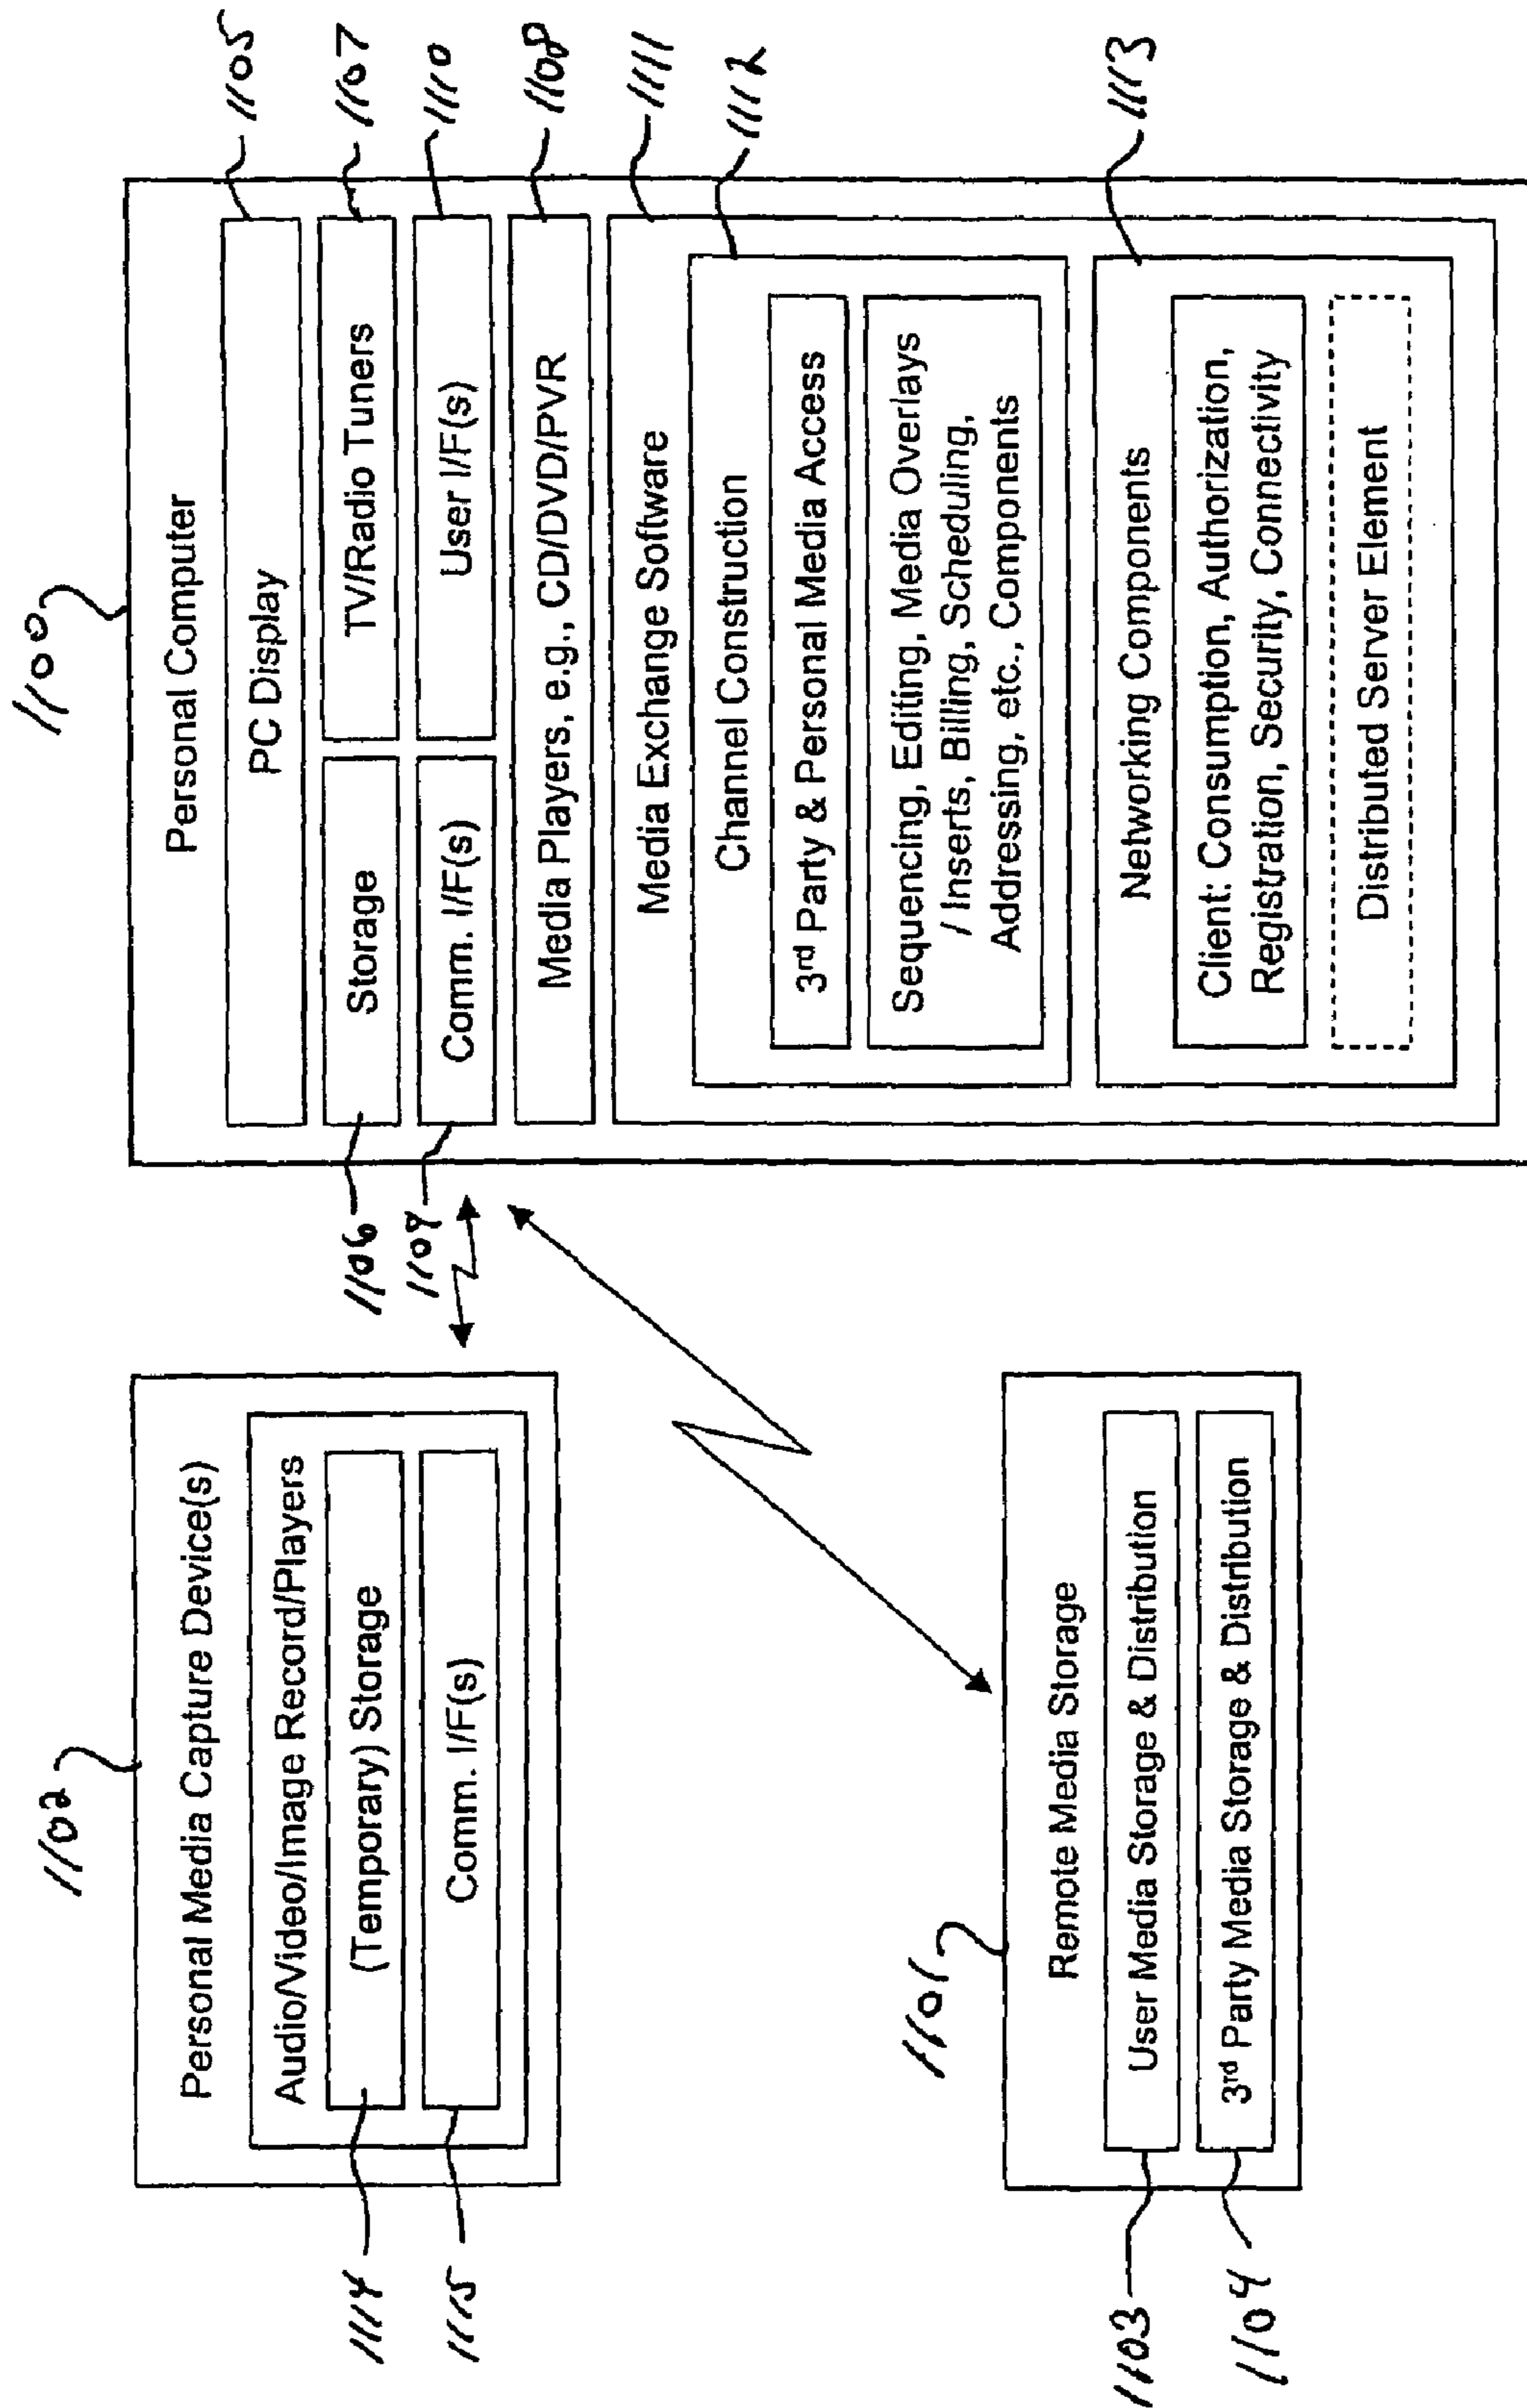 1102
Personal Media Capture Device(s)
Audio/Video/Image Record/Players
(Temporary) Storage
Comm. I/F(s)
1114
1115
1101
Remote Media Storage
User Media Storage & Distribution
3rd Party Media Storage & Distribution
1103
1104
1100
Personal Computer
PC Display
1105
Storage
1106
TV/Radio Tuners
1107
Comm. I/F(s)
1109
User I/F(s)
1110
Media Players, e.g., CD/DVD/PVR
1108
Media Exchange Software
1111
Channel Construction
1112
3rd Party & Personal Media Access
Sequencing, Editing, Media Overlays
/ Inserts, Billing, Scheduling,
Addressing, etc., Components
Networking Components
1113
Client: Consumption, Authorization,
Registration, Security, Connectivity
Distributed Server Element